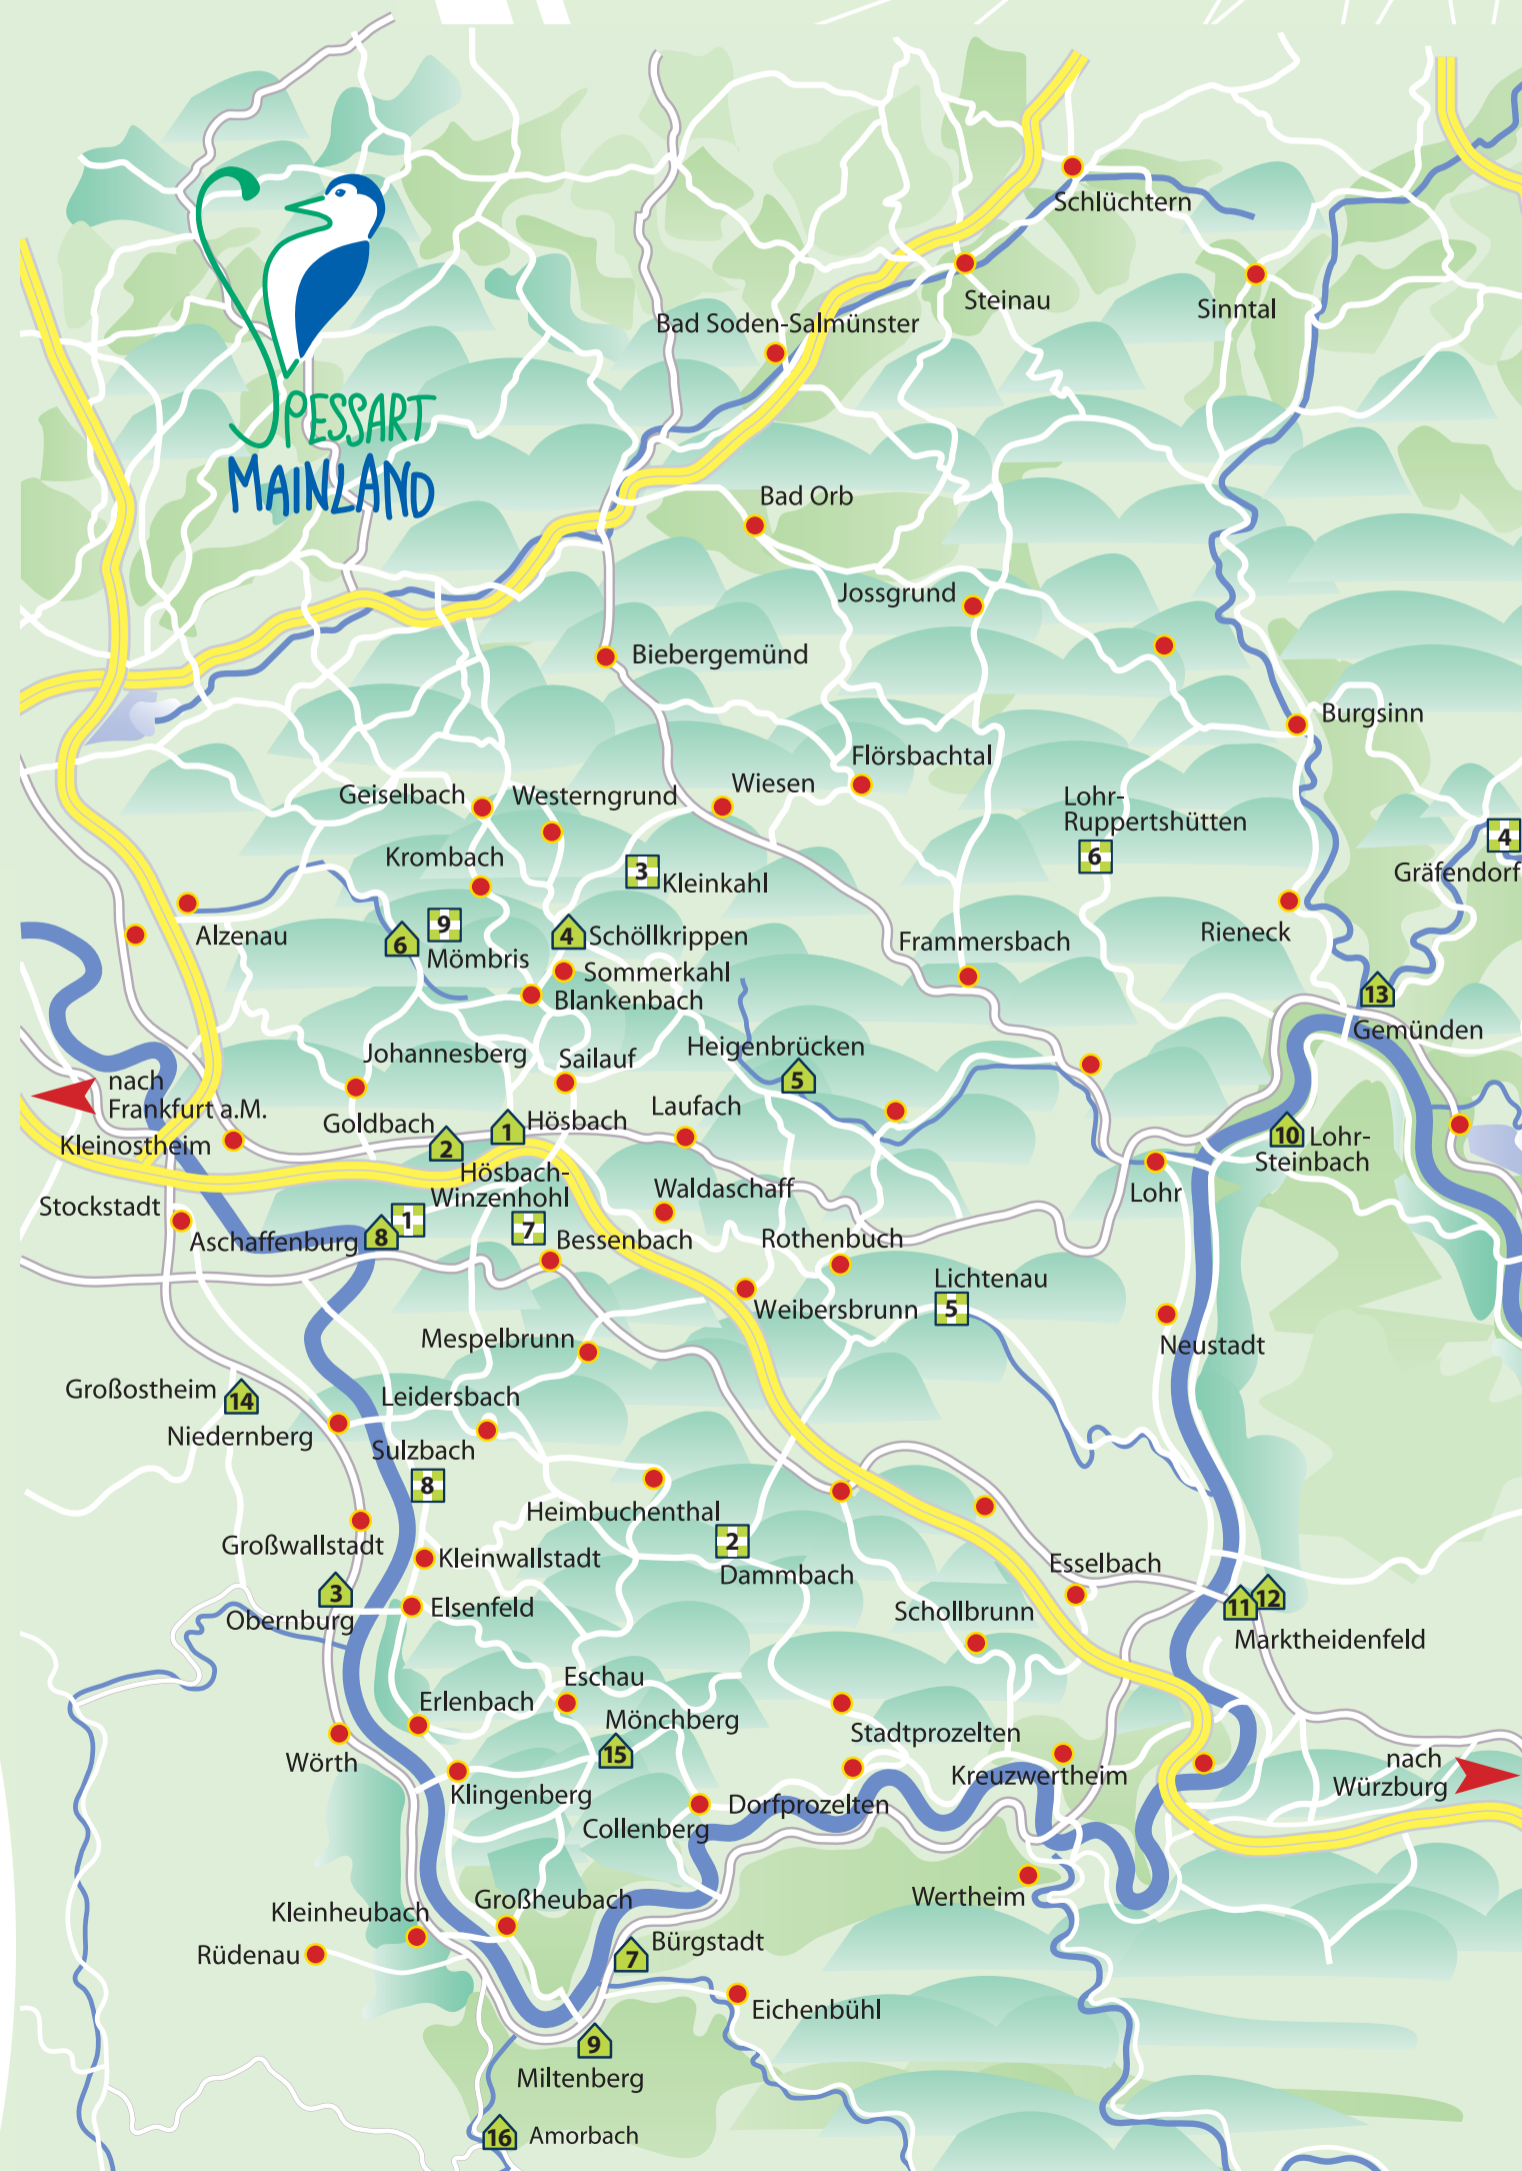 Schlüchtern
Steinau
Sinntal
Bad Soden-Salmünster
SPESSART
MAINLAND
Bad Orb
Jossgrund
Biebergemünd
Burgsinn
Flörsbachtal
Wiesen
Geiselbach
Westerngrund
Lohr-
Ruppertshütten
6
4
Gräfendorf
Krombach
3
Kleinkahl
Alzenau
9
6
Mömbris
4
Schöllkrippen
Sommerkahl
Blankenbach
Frammersbach
Rieneck
13
Gemünden
Johannesberg
Sailauf
Heigenbrücken
5
nach
Frankfurt a.M.
Kleinostheim
Goldbach
2
1
Hösbach
Laufach
10
Lohr-
Steinbach
Hösbach-
Winzenhohl
Lohr
Stockstadt
Aschaffenburg
8
1
7
Bessenbach
Waldaschaff
Rothenbuch
Weibersbrunn
Lichtenau
5
Neustadt
Mespelbrunn
Großostheim
14
Leidersbach
Niedernberg
Sulzbach
8
Heimbuchenthal
2
Dammbach
Großwallstadt
Kleinwallstadt
Esselbach
3
Obernburg
Elsenfeld
Schollbrunn
11
12
Marktheidenfeld
Eschau
Erlenbach
Mönchberg
15
Stadtprozelten
Wörth
Klingenberg
Kreuzwertheim
nach
Würzburg
Dorfprozelten
Collenberg
Großheubach
Kleinheubach
Wertheim
Rüdenau
7
Bürgstadt
Eichenbühl
9
Miltenberg
16
Amorbach